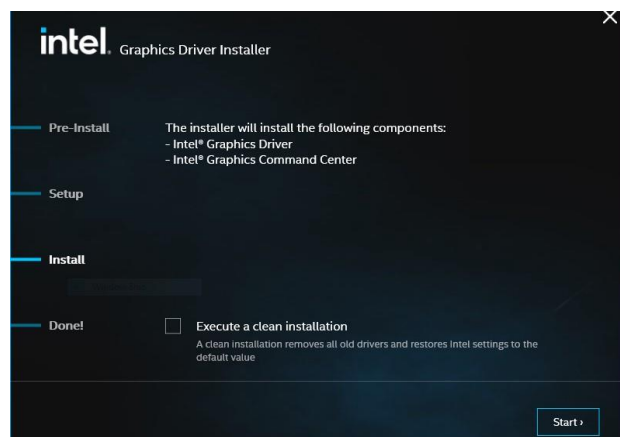 intel. Graphics Driver Installer
Pre-Install
The installer will install the following components:
- Intel® Graphics Driver
- Intel® Graphics Command Center
Setup
Install
Done!
Execute a clean installation
A clean installation removes all old drivers and restores Intel settings to the
default value
Start ›